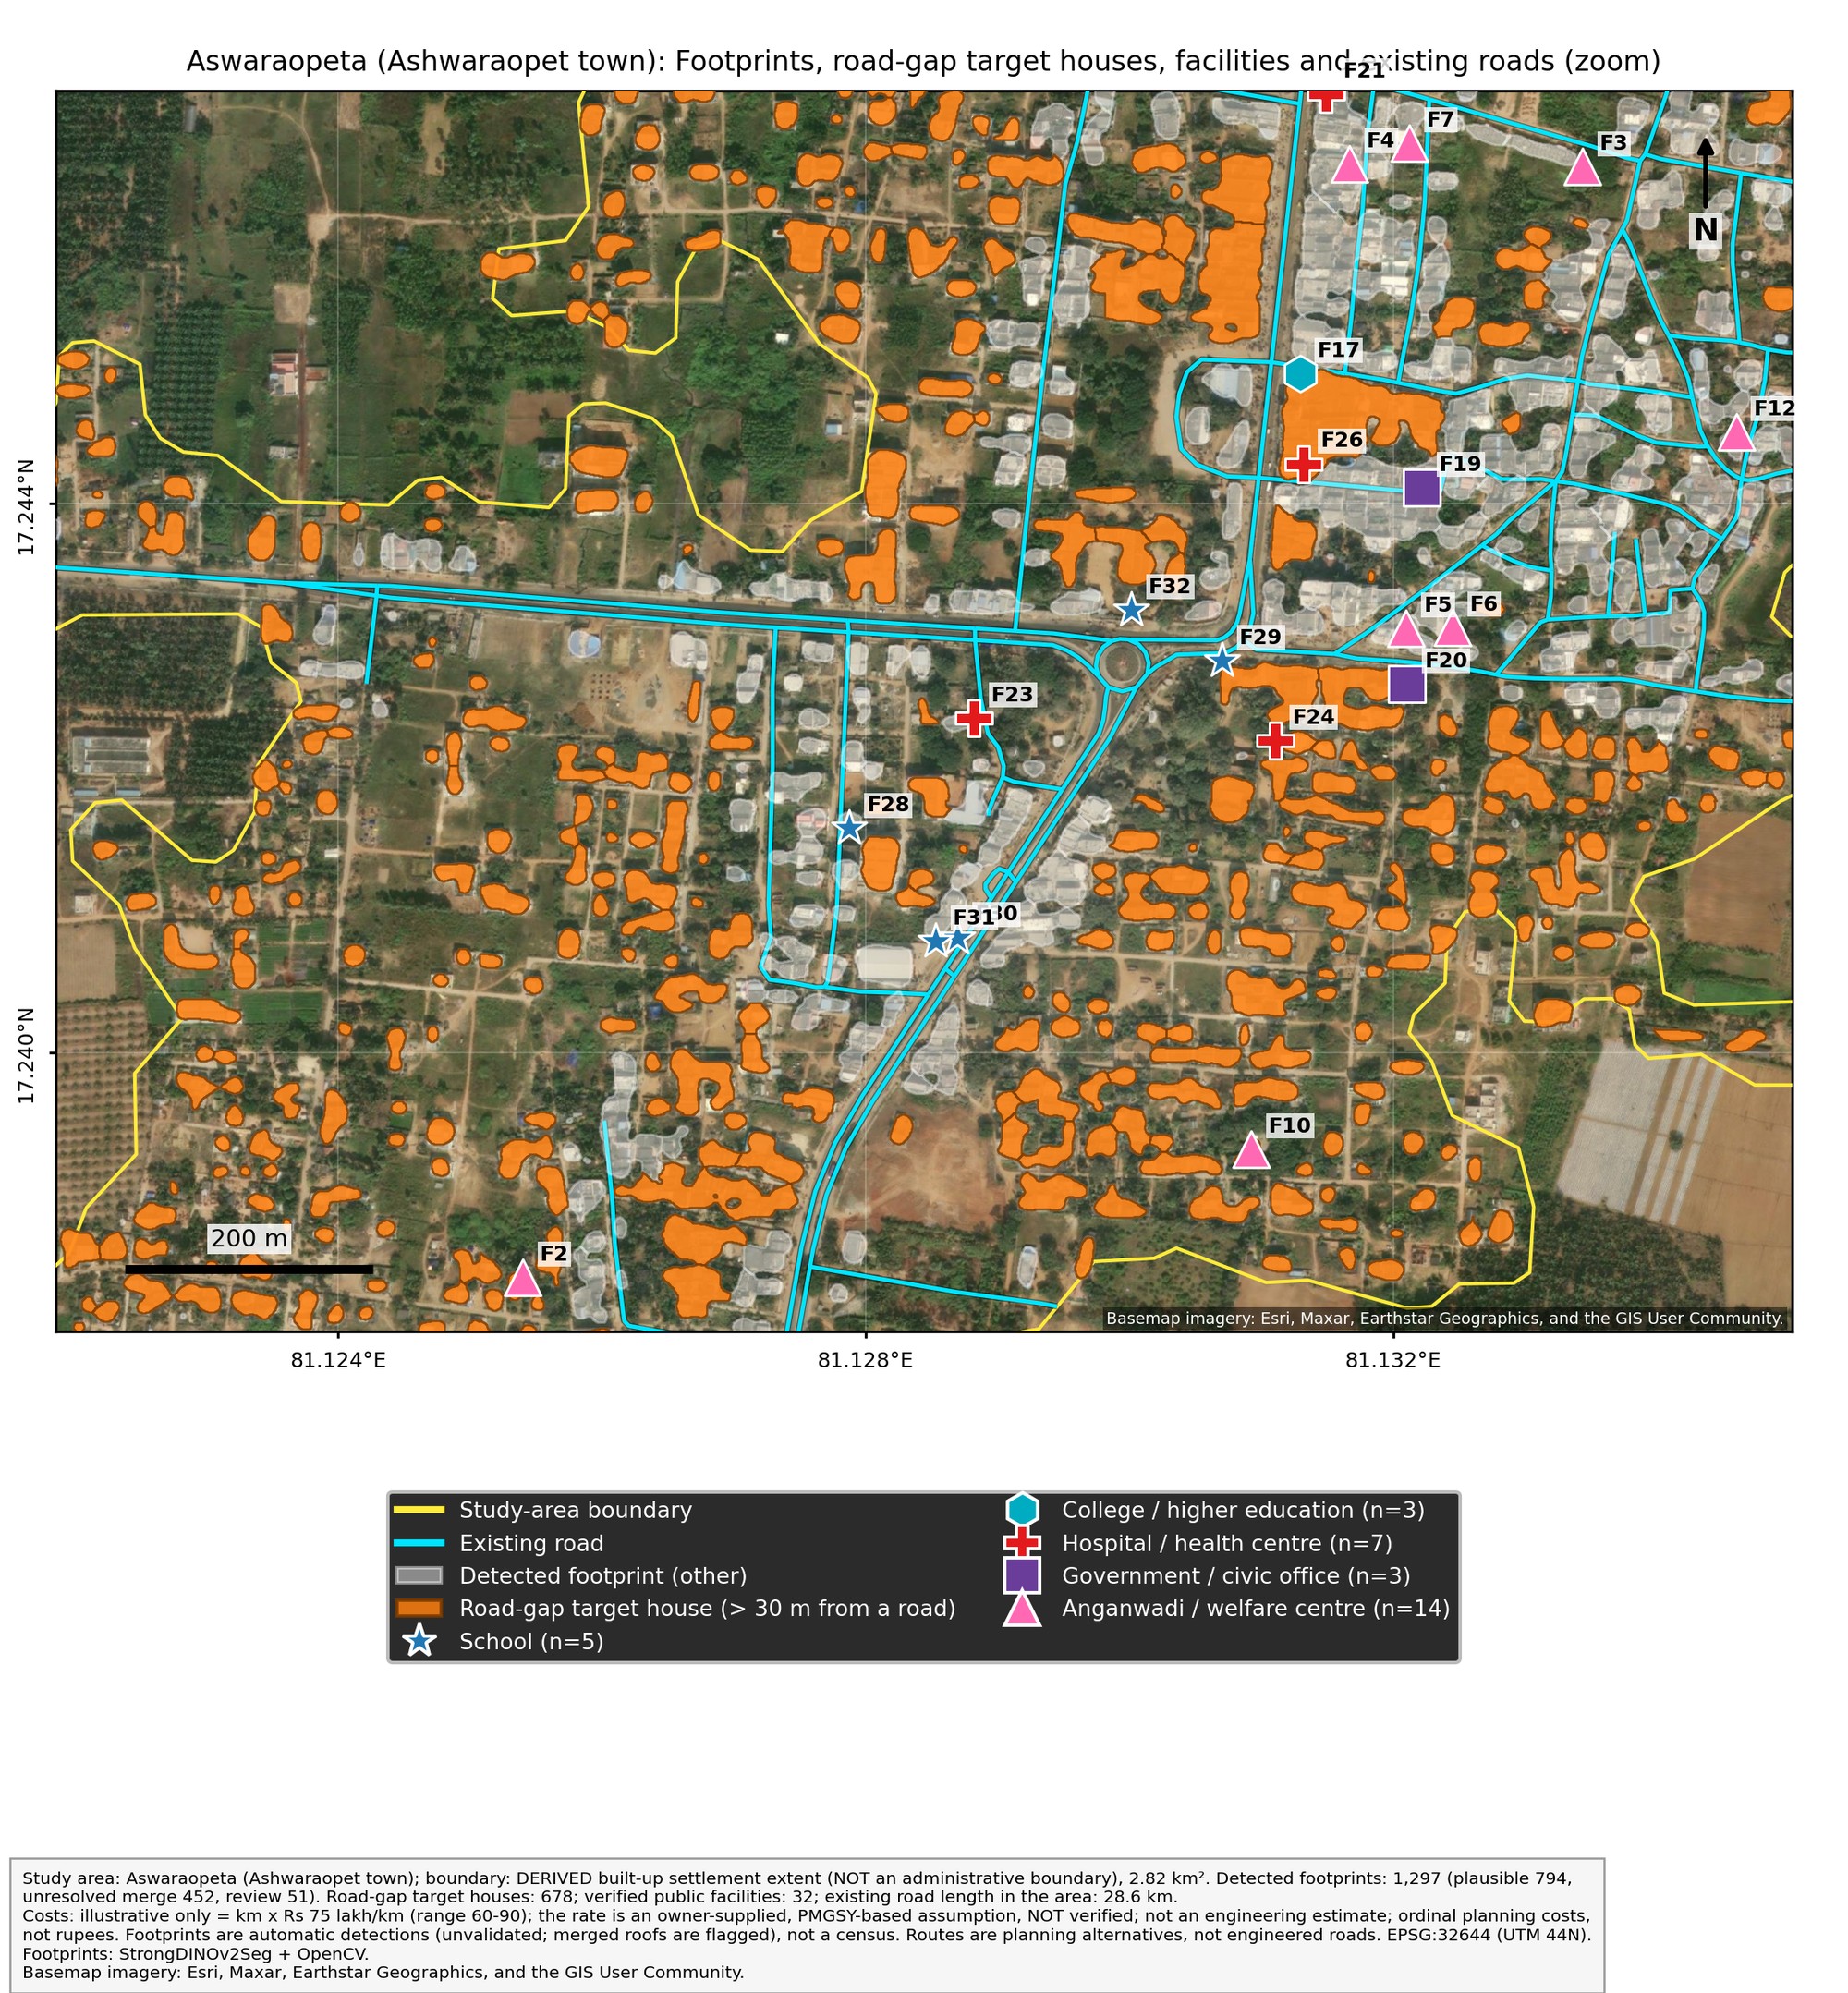 Aswaraopeta (Ashwaraopet town): Footprints, road-gap target houses, facilities and existing roads (zoom)
F21
F7
F4
F3
N
F17
F12
F26
F19
17.244°N
F32
F5
F6
F29
F20
F23
F24
F28
F31
30
17.240°N
F10
200 m
F2
Basemap imagery: Esri, Maxar, Earthstar Geographics, and the GIS User Community.
81.124°E
81.128°E
81.132°E
Study-area boundary
Existing road
Detected footprint (other)
Road-gap target house (> 30 m from a road)
School (n=5)
College / higher education (n=3)
Hospital / health centre (n=7)
Government / civic office (n=3)
Anganwadi / welfare centre (n=14)
Study area: Aswaraopeta (Ashwaraopet town); boundary: DERIVED built-up settlement extent (NOT an administrative boundary), 2.82 km². Detected footprints: 1,297 (plausible 794,
unresolved merge 452, review 51). Road-gap target houses: 678; verified public facilities: 32; existing road length in the area: 28.6 km.
Costs: illustrative only = km x Rs 75 lakh/km (range 60-90); the rate is an owner-supplied, PMGSY-based assumption, NOT verified; not an engineering estimate; ordinal planning costs,
not rupees. Footprints are automatic detections (unvalidated; merged roofs are flagged), not a census. Routes are planning alternatives, not engineered roads. EPSG:32644 (UTM 44N).
Footprints: StrongDINOv2Seg + OpenCV.
Basemap imagery: Esri, Maxar, Earthstar Geographics, and the GIS User Community.